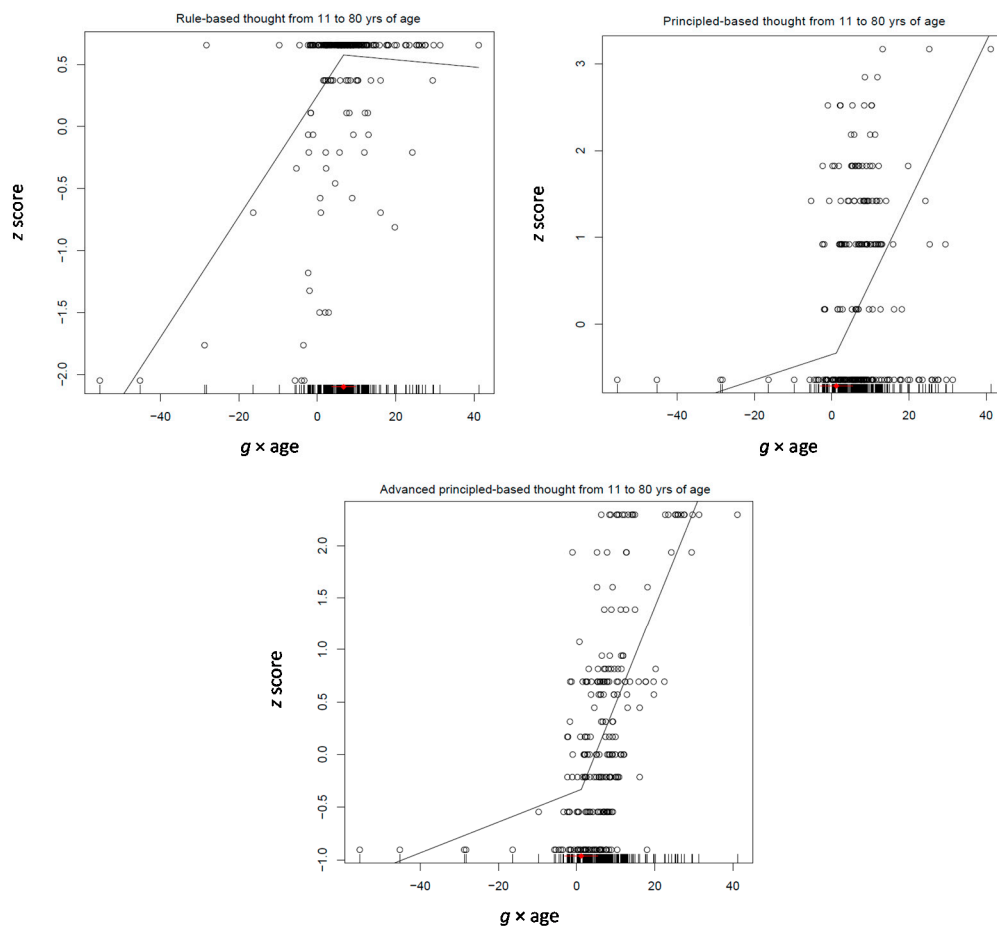 Rule-based thought from 11 to 80 yrs of age
z score
0.5
0.0
−0.5
−1.0
−1.5
−2.0
−40 −20 0 20 40
g × age
Principled-based thought from 11 to 80 yrs of age
z score
3
2
1
0
−40 −20 0 20 40
g × age
Advanced principled-based thought from 11 to 80 yrs of age
z score
2.0
1.5
1.0
0.5
0.0
−0.5
−1.0
−40 −20 0 20 40
g × age